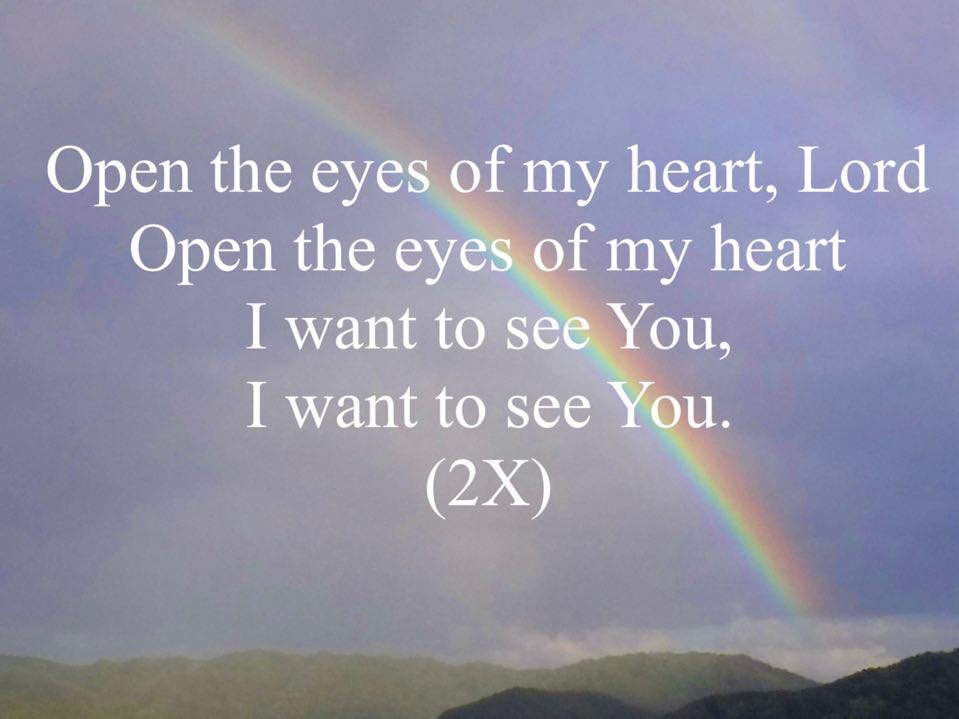 Open the eyes of my heart, Lord
Open the eyes of my heart
I want to see You,
I want to see You.
(2X)